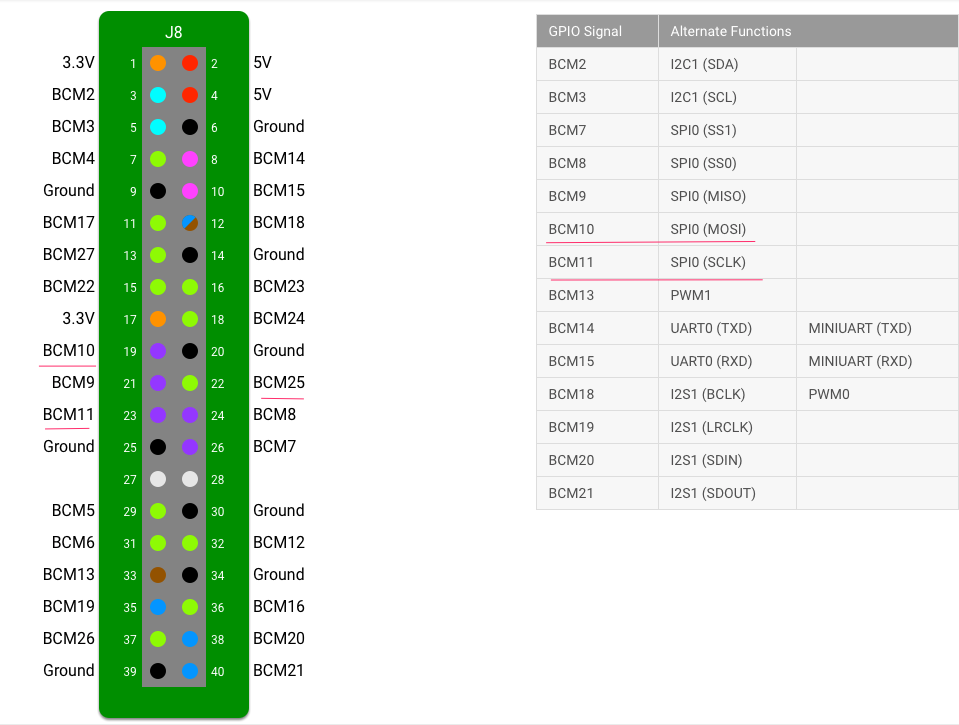 J8
3.3V 1 2 5V
BCM2 3 4 5V
BCM3 5 6 Ground
BCM4 7 8 BCM14
Ground 9 10 BCM15
BCM17 11 12 BCM18
BCM27 13 14 Ground
BCM22 15 16 BCM23
3.3V 17 18 BCM24
BCM10 19 20 Ground
BCM9 21 22 BCM25
BCM11 23 24 BCM8
Ground 25 26 BCM7
27 28
BCM5 29 30 Ground
BCM6 31 32 BCM12
BCM13 33 34 Ground
BCM19 35 36 BCM16
BCM26 37 38 BCM20
Ground 39 40 BCM21
GPIO Signal Alternate Functions
BCM2 I2C1 (SDA)
BCM3 I2C1 (SCL)
BCM7 SPI0 (SS1)
BCM8 SPI0 (SS0)
BCM9 SPI0 (MISO)
BCM10 SPI0 (MOSI)
BCM11 SPI0 (SCLK)
BCM13 PWM1
BCM14 UART0 (TXD) MINIUART (TXD)
BCM15 UART0 (RXD) MINIUART (RXD)
BCM18 I2S1 (BCLK) PWM0
BCM19 I2S1 (LRCLK)
BCM20 I2S1 (SDIN)
BCM21 I2S1 (SDOUT)